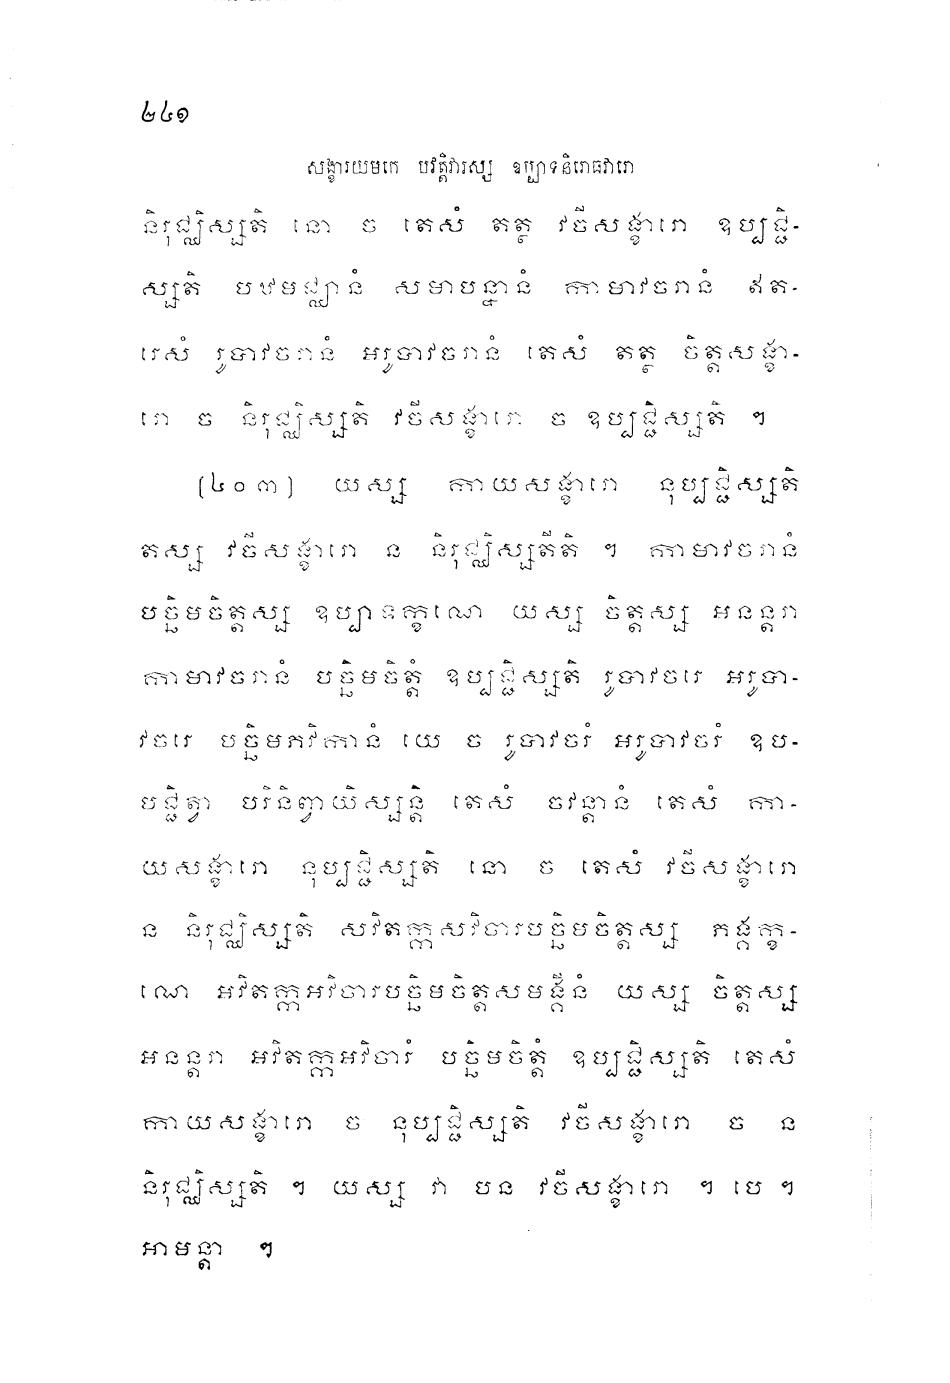 ២៤១
សង្ខារយមកេ បវត្តិវារស្ស ឧប្បាទនិរោធវារោ
និរុជ្ឈិស្សតិ នោ ច តេសំ តត្ថ វចីសង្ខារោ ឧប្បជ្ជិ-
ស្សតិ បឋមជ្ឈានំ សមាបន្នានំ កាមាវចរានំ ឥត-
រេសំ រូបាវចរានំ អរូបាវចរានំ តេសំ តត្ថ ចិត្តសង្ខា-
រោ ច និរុជ្ឈិស្សតិ វចីសង្ខារោ ច ឧប្បជ្ជិស្សតិ ។
(៤០៣) យស្ស កាយសង្ខារោ នុប្បជ្ជិស្សតិ
តស្ស វចីសង្ខារោ ន និរុជ្ឈិស្សតីតិ ។ កាមាវចរានំ
បច្ឆិមចិត្តស្ស ឧប្បាទក្ខណេ យស្ស ចិត្តស្ស អនន្តរា
កាមាវចរានំ បច្ឆិមចិត្តំ ឧប្បជ្ជិស្សតិ រូបាវចរេ អរូបា-
វចរេ បច្ឆិមភវិកានំ យេ ច រូបាវចរំ អរូបាវចរំ ឧប-
បជ្ជិត្វា បរិនិព្វាយិស្សន្តិ តេសំ ចវន្តានំ តេសំ កា-
យសង្ខារោ នុប្បជ្ជិស្សតិ នោ ច តេសំ វចីសង្ខារោ
ន និរុជ្ឈិស្សតិ សវិតក្កសវិចារបច្ឆិមចិត្តស្ស ភង្គក្ខ-
ណេ អវិតក្កអវិចារបច្ឆិមចិត្តសមង្គីនំ យស្ស ចិត្តស្ស
អនន្តរា អវិតក្កអវិចារំ បច្ឆិមចិត្តំ ឧប្បជ្ជិស្សតិ តេសំ
កាយសង្ខារោ ច នុប្បជ្ជិស្សតិ វចីសង្ខារោ ច ន
និរុជ្ឈិស្សតិ ។ យស្ស វា បន វចីសង្ខារោ ។ បេ ។
អាមន្តា ។